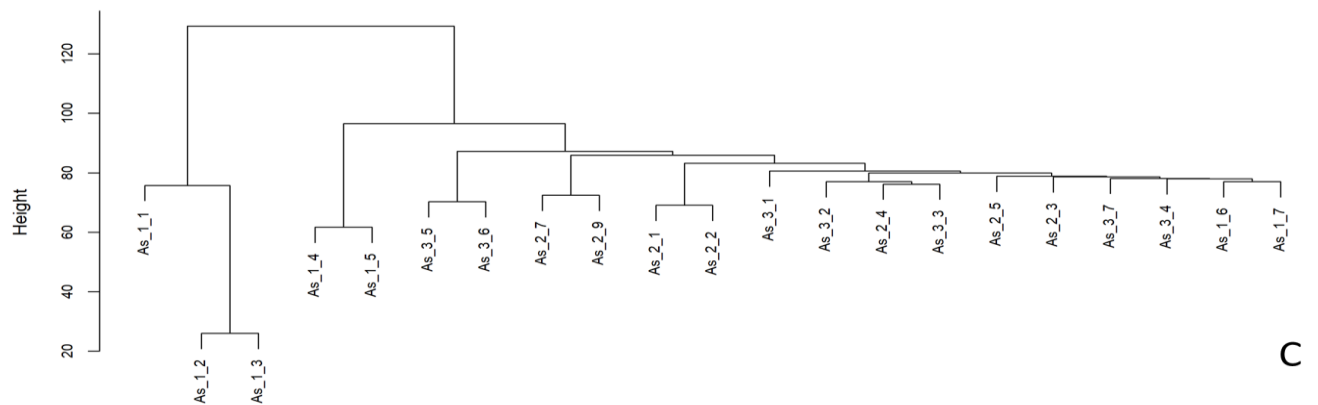 Height
120
100
80
60
40
20
As_1_1
As_1_2
As_1_3
As_1_4
As_1_5
As_3_5
As_3_6
As_2_7
As_2_9
As_2_1
As_2_2
As_3_1
As_3_2
As_2_4
As_3_3
As_2_5
As_2_3
As_3_7
As_3_4
As_1_6
As_1_7
C